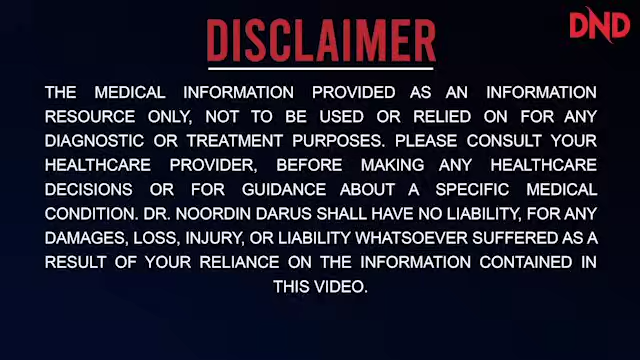 DISCLAIMER
DND
THE MEDICAL INFORMATION PROVIDED AS AN INFORMATION
RESOURCE ONLY, NOT TO BE USED OR RELIED ON FOR ANY
DIAGNOSTIC OR TREATMENT PURPOSES. PLEASE CONSULT YOUR
HEALTHCARE PROVIDER, BEFORE MAKING ANY HEALTHCARE
DECISIONS OR FOR GUIDANCE ABOUT A SPECIFIC MEDICAL
CONDITION. DR. NOORDIN DARUS SHALL HAVE NO LIABILITY, FOR ANY
DAMAGES, LOSS, INJURY, OR LIABILITY WHATSOEVER SUFFERED AS A
RESULT OF YOUR RELIANCE ON THE INFORMATION CONTAINED IN
THIS VIDEO.